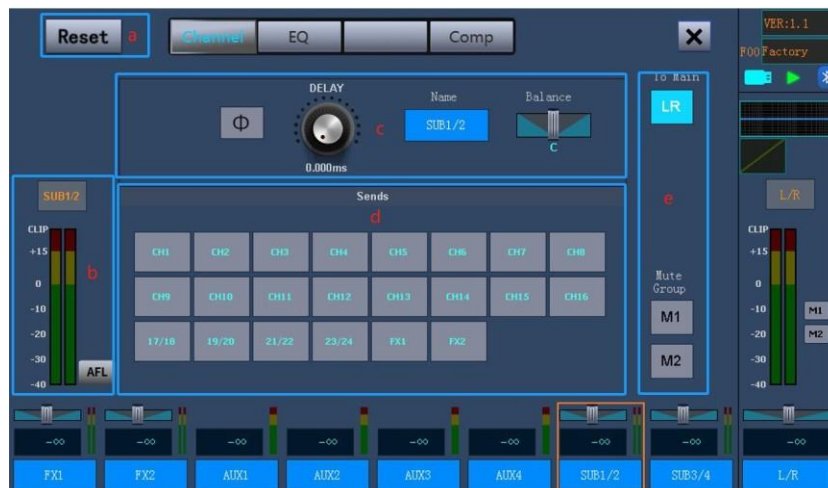 Reset a Channel EQ Comp
VER:1.1
F00 Factory
To Main
LR
DELAY
Φ
0.000ms
c
Name
SUB1/2
Balance
C
e
L/R
SUB1/2
CLIP
+15
0
-10
-20
-30
-40
b
AFL
Sends
d
CH1 CH2 CH3 CH4 CH5 CH6 CH7 CH8
CH9 CH10 CH11 CH12 CH13 CH14 CH15 CH16
17/18 19/20 21/22 23/24 FX1 FX2
Mute
Group
M1
M2
CLIP
+15
0
-10
-20
-30
-40
M1
M2
-∞ -∞ -∞ -∞ -∞ -∞ -∞ -∞ -∞
FX1 FX2 AUX1 AUX2 AUX3 AUX4 SUB1/2 SUB3/4 L/R